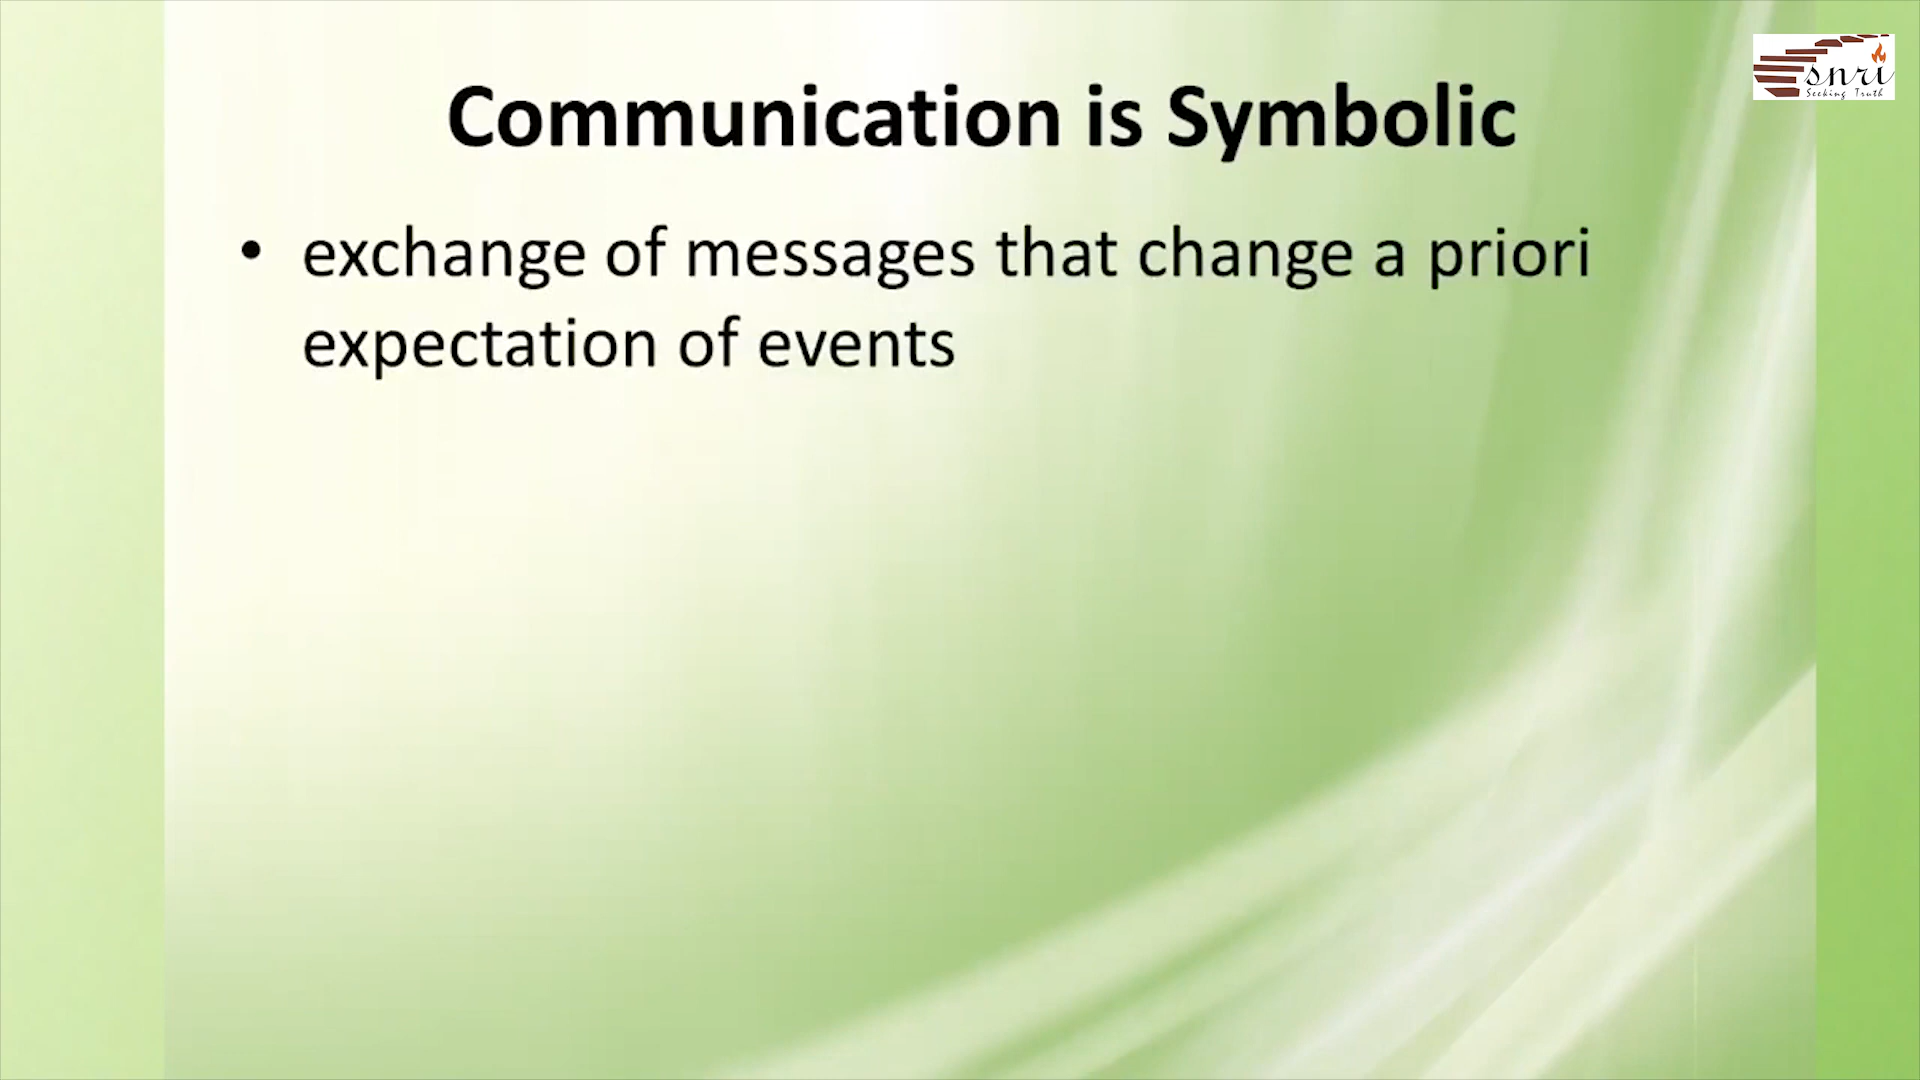 snri
Seeking Truth
Communication is Symbolic
• exchange of messages that change a priori
expectation of events